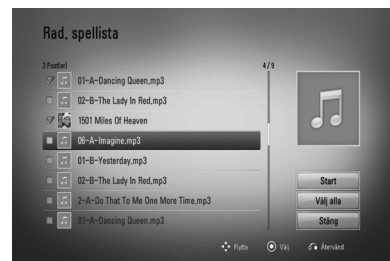 Rad. spellista
2 Post(er)
4/9
01-A-Dancing Queen.mp3
02-B-The Lady In Red.mp3
1501 Miles Of Heaven
06-A-Imagine.mp3
01-B-Yesterday.mp3
02-B-The Lady In Red.mp3
2-A-Do That To Me One More Time.mp3
01-A-Dancing Queen.mp3
Start
Välj alla
Stäng
Flytta
Välj
Återvänd